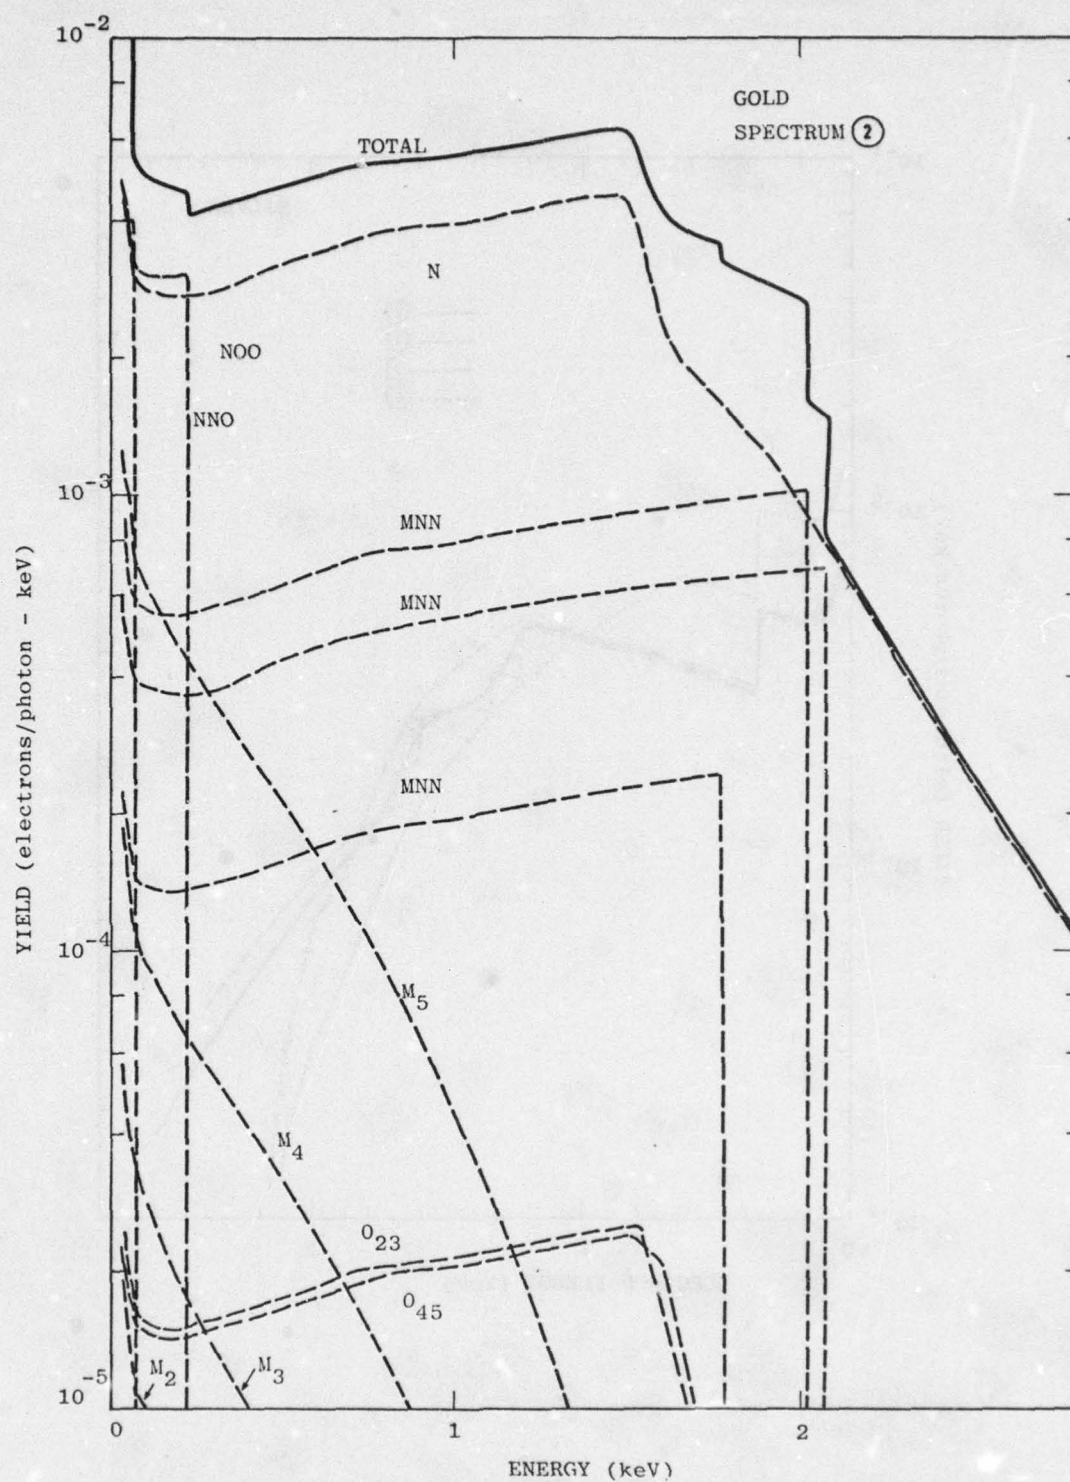 10-2
GOLD
SPECTRUM 2
TOTAL
N
NOO
NNO
10-3
MNN
MNN
MNN
YIELD (electrons/photon - keV)
10-4
M5
M4
O23
O45
M2
M3
10-5
0
1
2
ENERGY (keV)